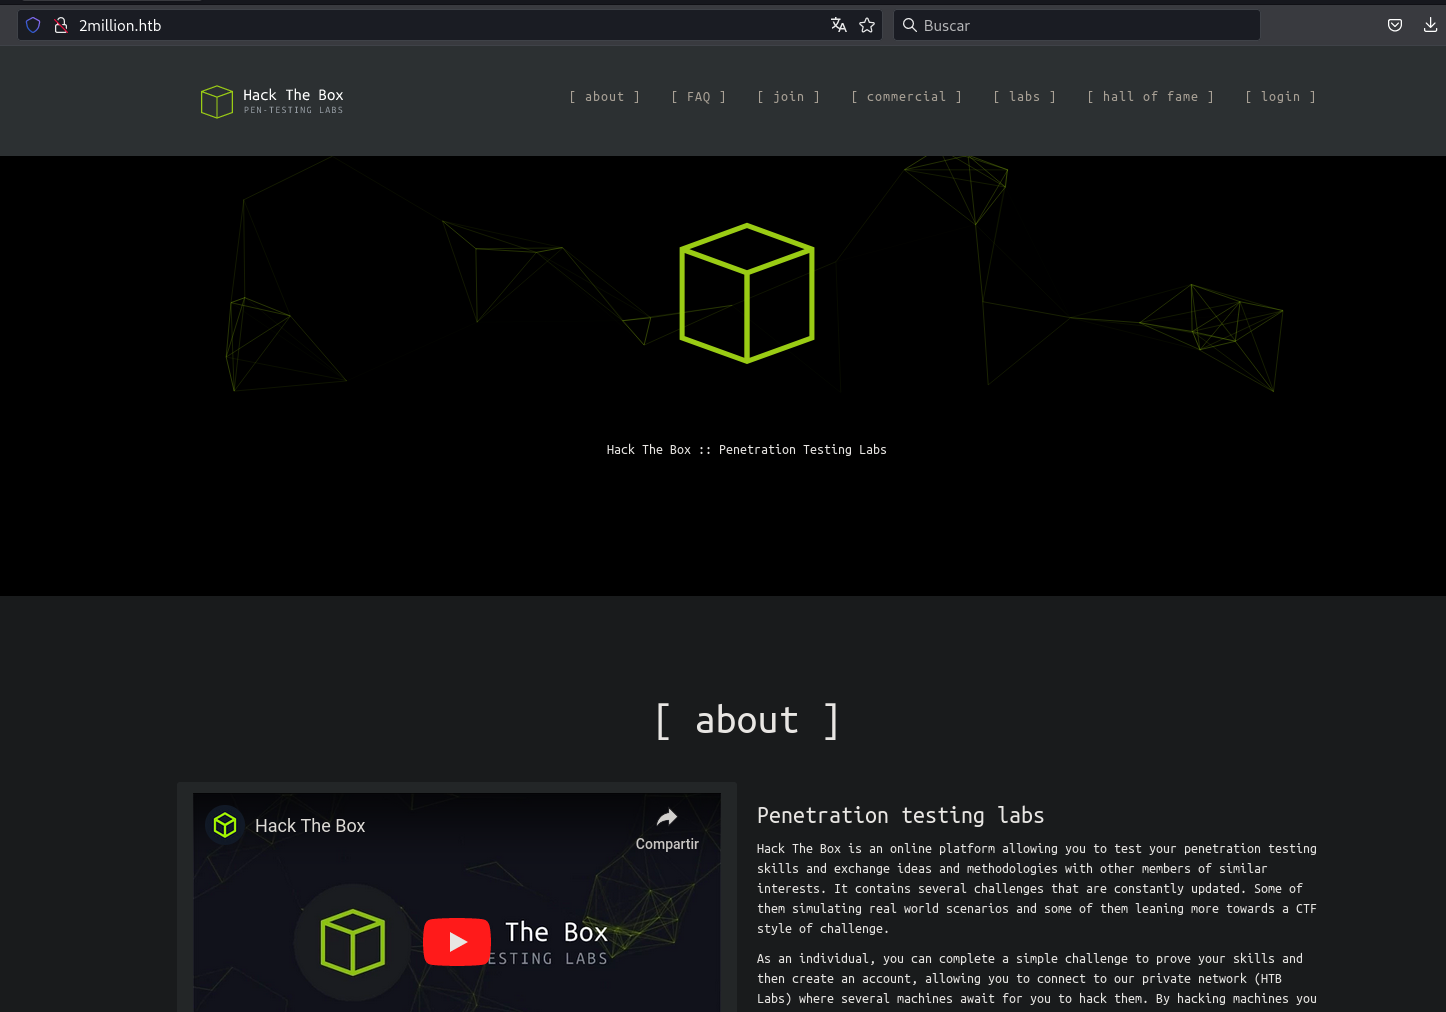 2million.htb
Buscar
Hack The Box
PEN-TESTING LABS
[ about ] [ FAQ ] [ join ] [ commercial ] [ labs ] [ hall of fame ] [ login ]
Hack The Box :: Penetration Testing Labs
[ about ]
Hack The Box
Compartir
The Box
ESTING LABS
Penetration testing labs
Hack The Box is an online platform allowing you to test your penetration testing
skills and exchange ideas and methodologies with other members of similar
interests. It contains several challenges that are constantly updated. Some of
them simulating real world scenarios and some of them leaning more towards a CTF
style of challenge.
As an individual, you can complete a simple challenge to prove your skills and
then create an account, allowing you to connect to our private network (HTB
Labs) where several machines await for you to hack them. By hacking machines you